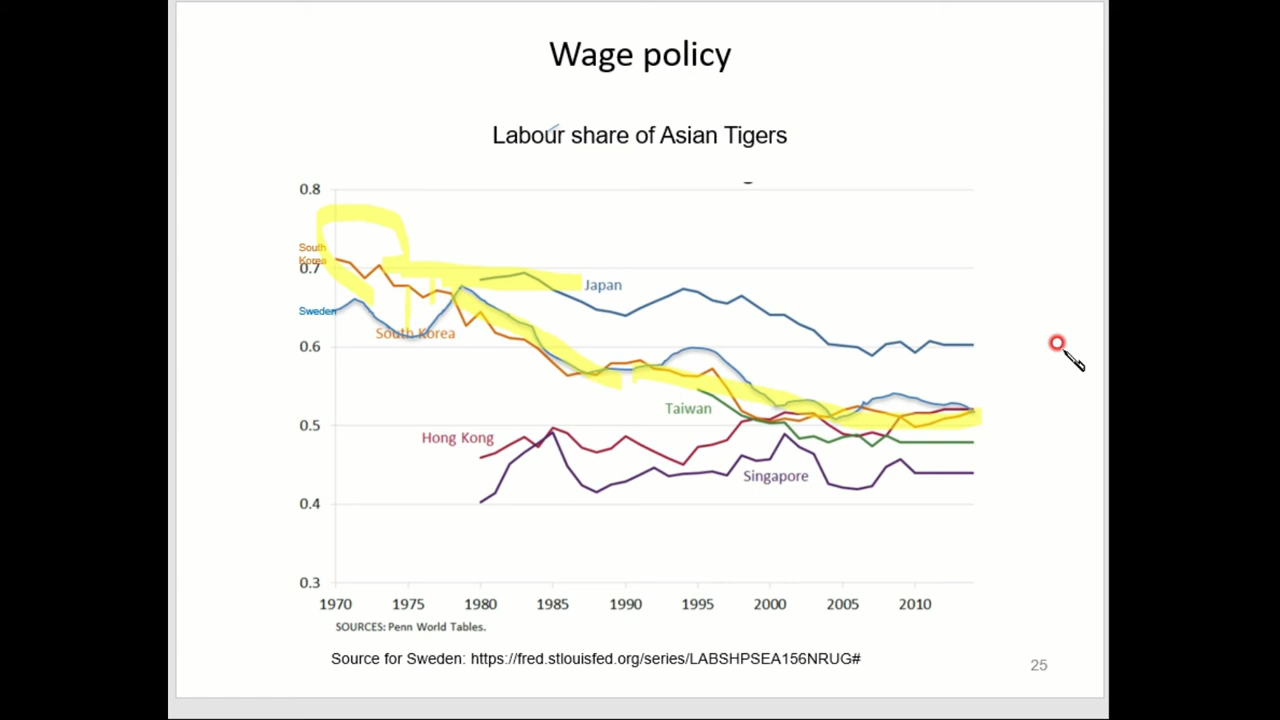 Wage policy
Labour share of Asian Tigers
0.8
South
Korea
0.7
Japan
Sweden
South Korea
0.6
Taiwan
0.5
Hong Kong
Singapore
0.4
0.3
1970 1975 1980 1985 1990 1995 2000 2005 2010
SOURCES: Penn World Tables.
Source for Sweden: https://fred.stlouisfed.org/series/LABSHPSEA156NRUG#
25